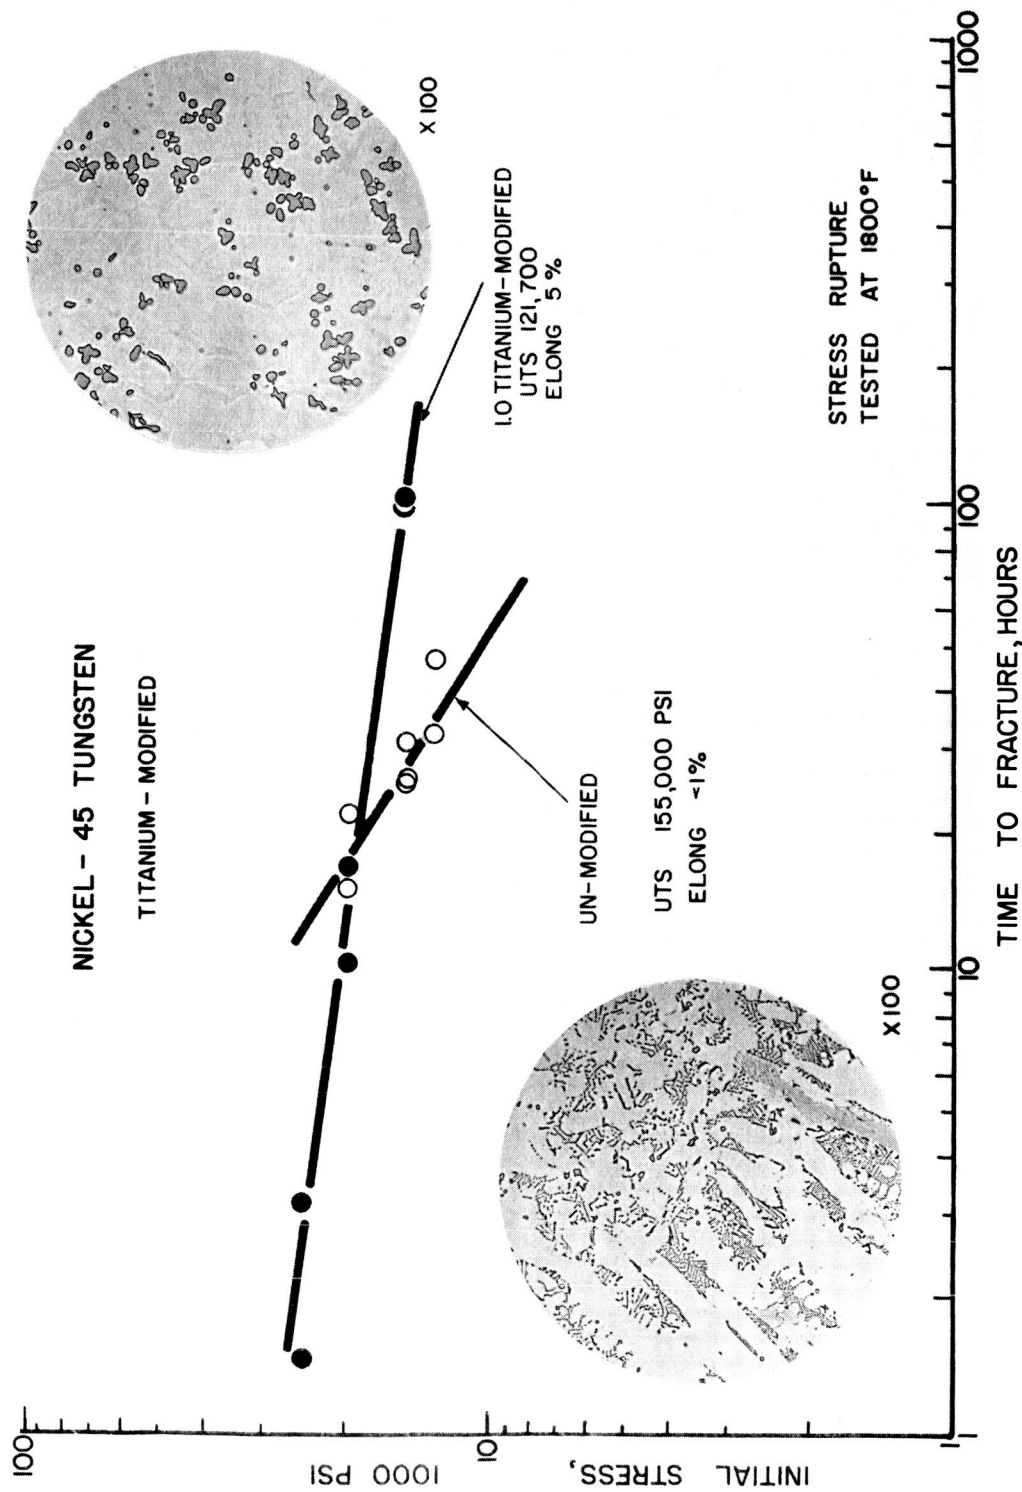 NICKEL - 45 TUNGSTEN
TITANIUM - MODIFIED
X 100
1.0 TITANIUM - MODIFIED
UTS 121,700
ELONG 5 %
UN-MODIFIED
UTS 155,000 PSI
ELONG <1%
X100
STRESS RUPTURE
TESTED AT 1800°F
INITIAL STRESS,
1000 PSI
100
10
1
10
100
1000
TIME TO FRACTURE, HOURS